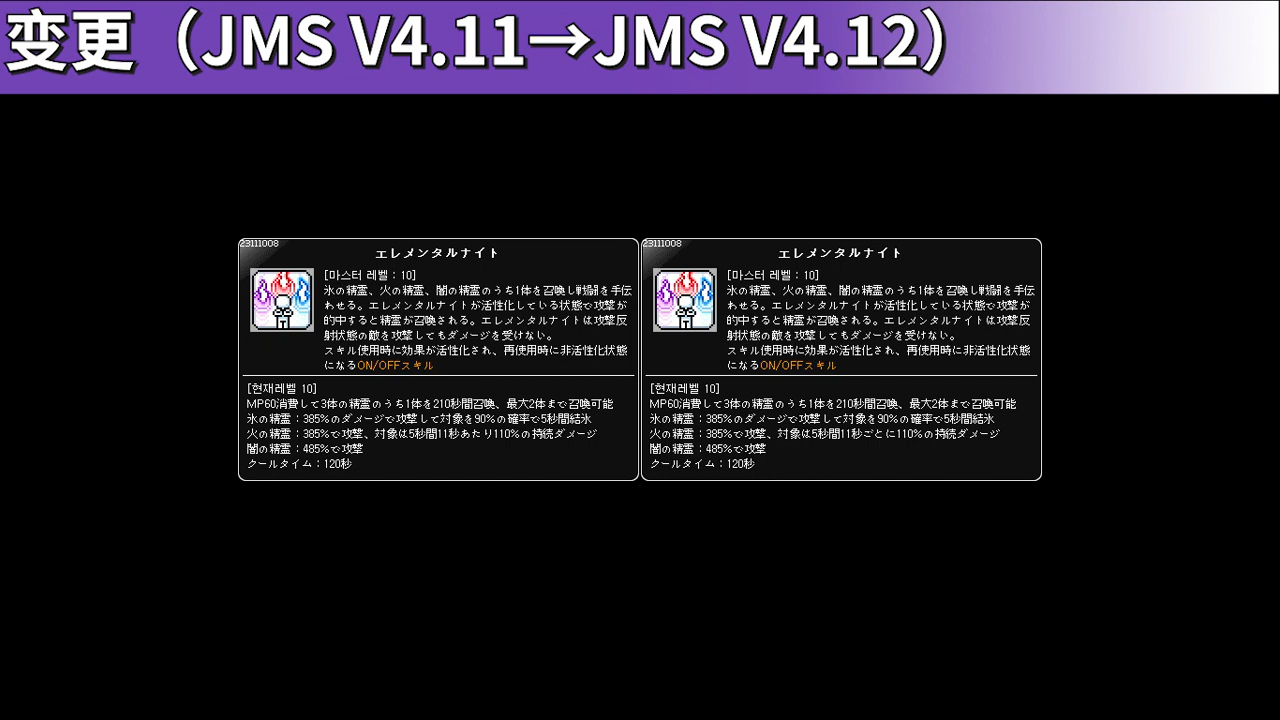 变更（JMS V4.11→JMS V4.12）
23111008
エレメンタルナイト
[마스터 레벨 : 10]
氷の精霊、火の精霊、闇の精霊のうち1体を召喚し戦闘を手伝
わせる。エレメンタルナイトが活性化している状態で攻撃が
的中すると精霊が召喚される。エレメンタルナイトは攻撃反
射状態の敵を攻撃してもダメージを受けない。
スキル使用時に効果が活性化され、再使用時に非活性化状態
になるON/OFFスキル
[현재레벨 10]
MP60消費して3体の精霊のうち1体を210秒間召喚、最大2体まで召喚可能
氷の精霊：385%のダメージで攻撃して対象を90%の確率で5秒間結氷
火の精霊：385%で攻撃、対象は5秒間11秒あたり110%の持続ダメージ
闇の精霊：485%で攻撃
クールタイム：120秒
23111008
エレメンタルナイト
[마스터 레벨 : 10]
氷の精霊、火の精霊、闇の精霊のうち1体を召喚し戦闘を手伝
わせる。エレメンタルナイトが活性化している状態で攻撃が
的中すると精霊が召喚される。エレメンタルナイトは攻撃反
射状態の敵を攻撃してもダメージを受けない。
スキル使用時に効果が活性化され、再使用時に非活性化状態
になるON/OFFスキル
[현재레벨 10]
MP60消費して3体の精霊のうち1体を210秒間召喚、最大2体まで召喚可能
氷の精霊：385%のダメージで攻撃して対象を90%の確率で5秒間結氷
火の精霊：385%で攻撃、対象は5秒間11秒ごとに110%の持続ダメージ
闇の精霊：485%で攻撃
クールタイム：120秒